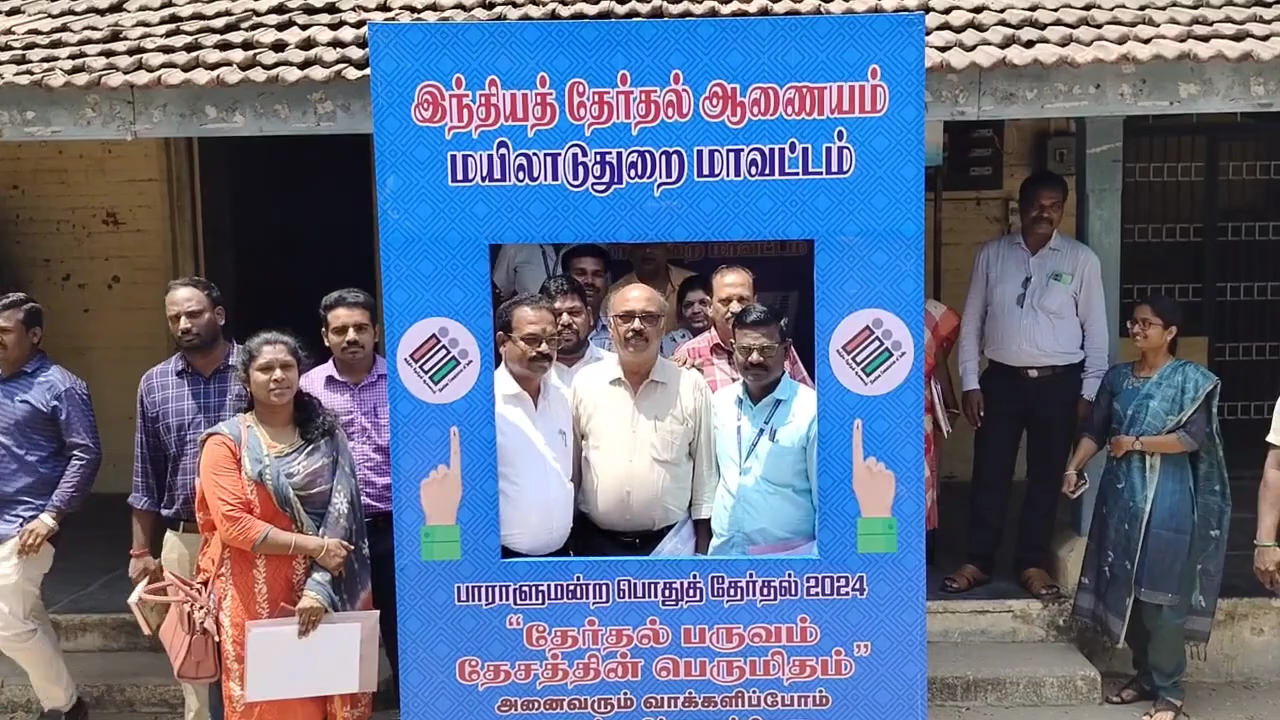 இந்தியத் தேர்தல் ஆணையம்
மயிலாடுதுறை மாவட்டம்
பாராளுமன்ற பொதுத் தேர்தல் 2024
“தேர்தல் பருவம்
தேசத்தின் பெருமிதம்”
அனைவரும் வாக்களிப்போம்